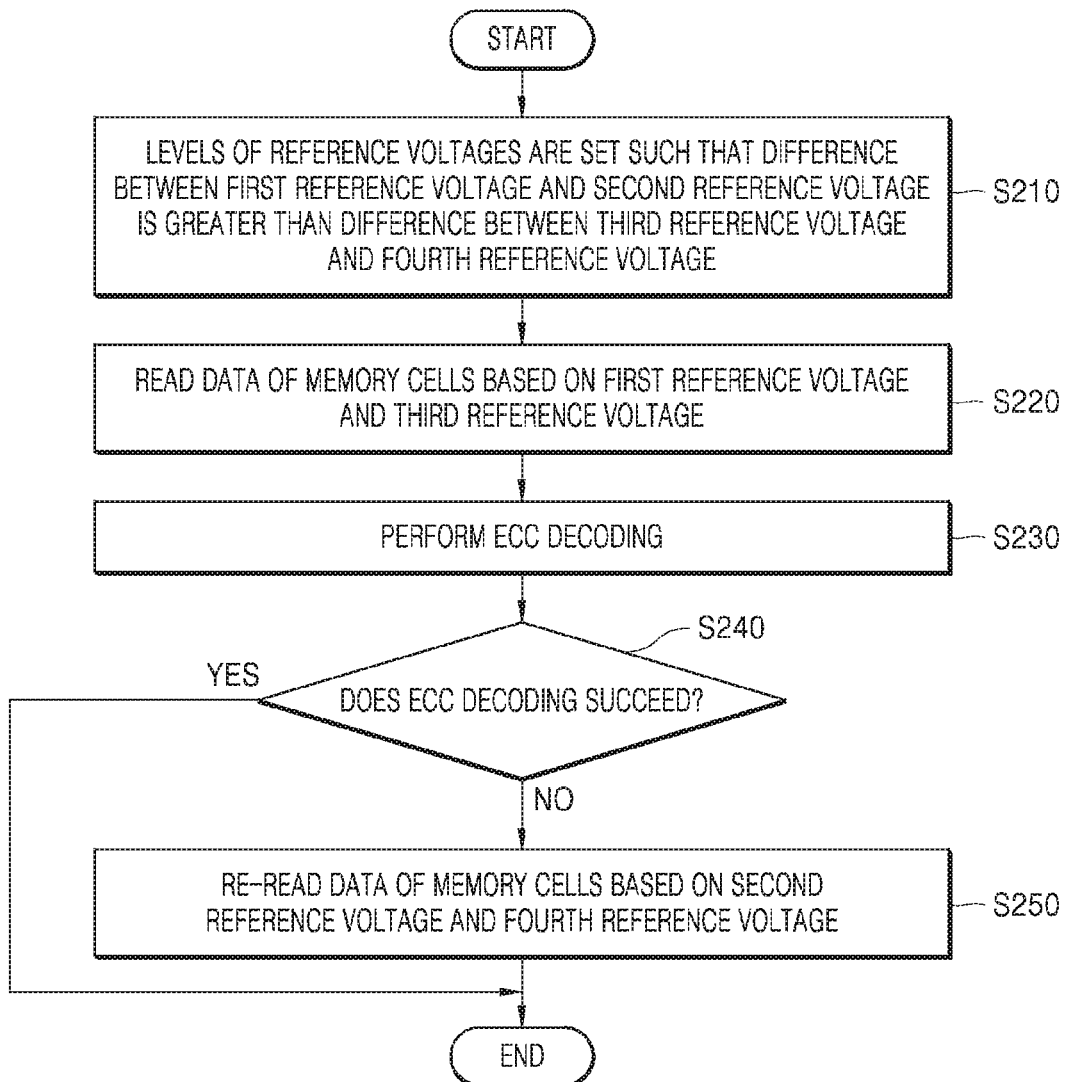 START
LEVELS OF REFERENCE VOLTAGES ARE SET SUCH THAT DIFFERENCE
BETWEEN FIRST REFERENCE VOLTAGE AND SECOND REFERENCE VOLTAGE
IS GREATER THAN DIFFERENCE BETWEEN THIRD REFERENCE VOLTAGE
AND FOURTH REFERENCE VOLTAGE
S210
READ DATA OF MEMORY CELLS BASED ON FIRST REFERENCE VOLTAGE
AND THIRD REFERENCE VOLTAGE
S220
PERFORM ECC DECODING
S230
S240
YES
DOES ECC DECODING SUCCEED?
NO
RE-READ DATA OF MEMORY CELLS BASED ON SECOND
REFERENCE VOLTAGE AND FOURTH REFERENCE VOLTAGE
S250
END